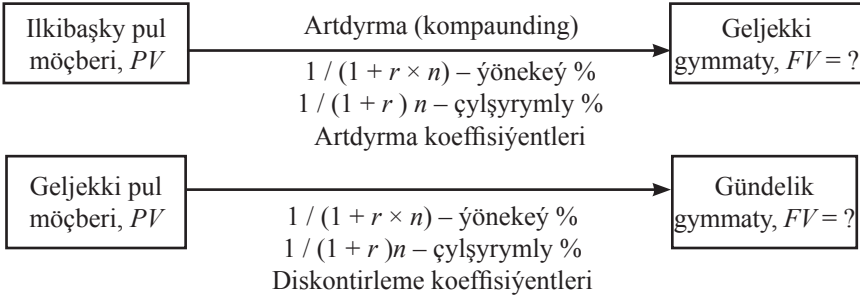 Ilkibaşky pul
möçberi, PV
Artdyrma (kompaunding)
1 / (1 + r × n) – ýönekeý %
1 / (1 + r ) n – çylşyrymly %
Artdyrma koeffisiýentleri
Geljekki
gymmaty, FV = ?
Geljekki pul
möçberi, PV
1 / (1 + r × n) – ýönekeý %
1 / (1 + r )n – çylşyrymly %
Diskontirleme koeffisiýentleri
Gündelik
gymmaty, FV = ?